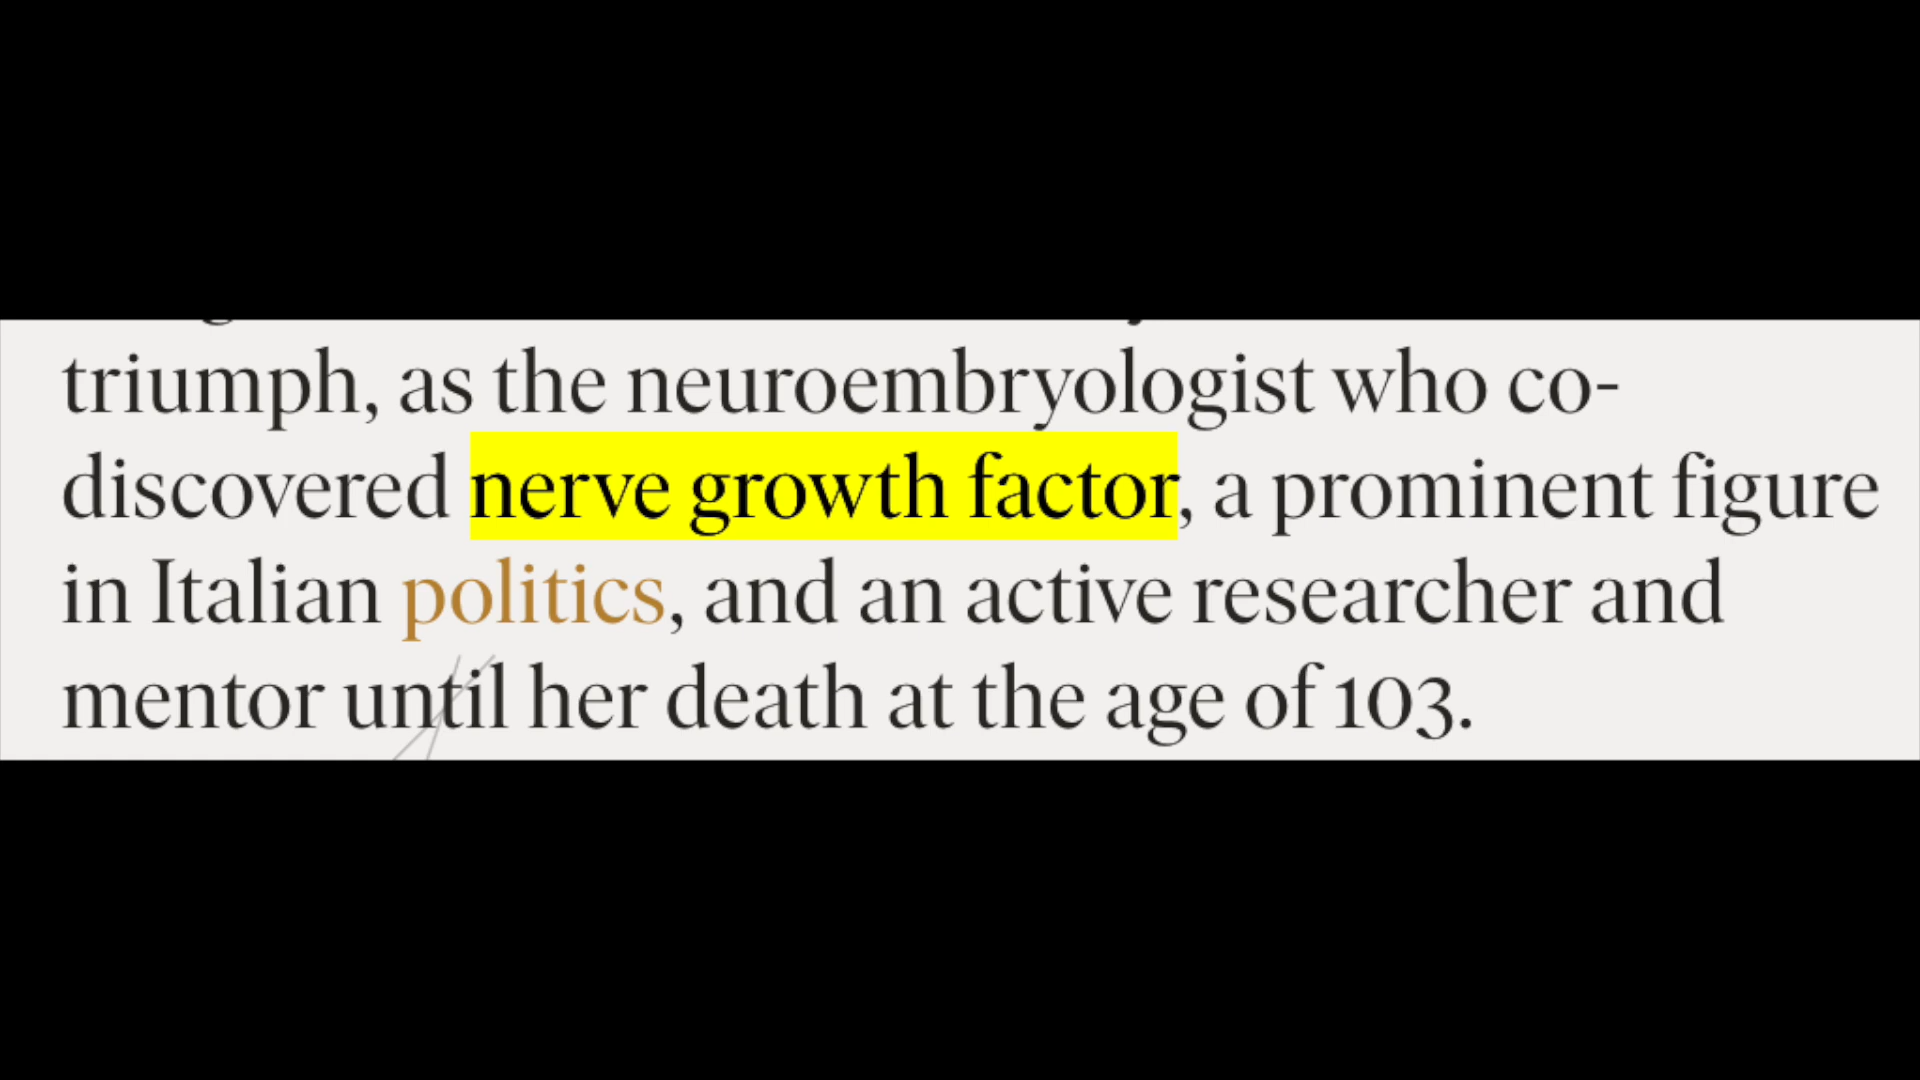 triumph, as the neuroembryologist who co-
discovered nerve growth factor, a prominent figure
in Italian politics, and an active researcher and
mentor until her death at the age of 103.